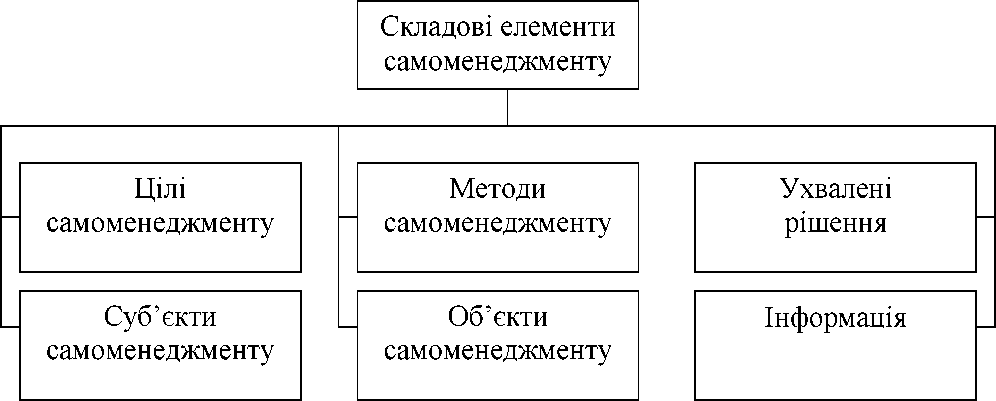 Складові елементи
самоменеджменту
Цілі
самоменеджменту
Методи
самоменеджменту
Ухвалені
рішення
Суб’єкти
самоменеджменту
Об’єкти
самоменеджменту
Інформація